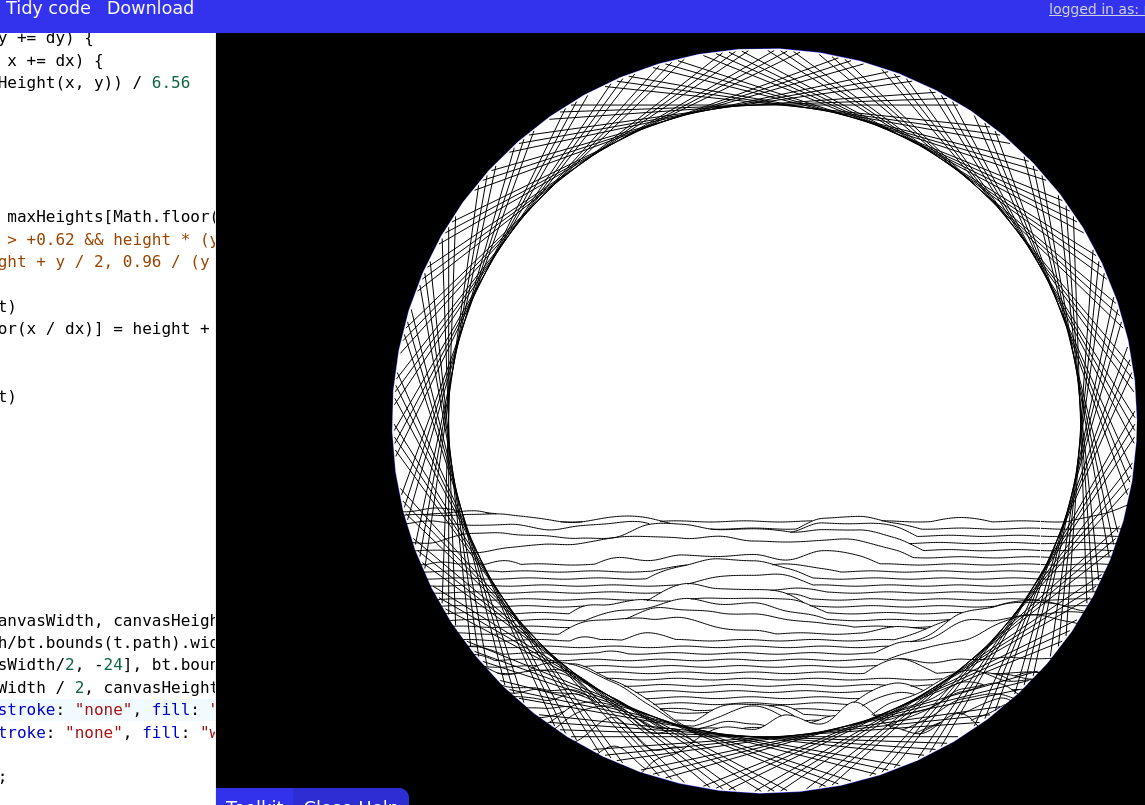 Tidy code Download logged in as:
y += dy) {
x += dx) {
Height(x, y)) / 6.56
maxHeights[Math.floor(
> +0.62 && height * (y
ght + y / 2, 0.96 / (y
t)
or(x / dx)] = height +
t)
anvasWidth, canvasHeigh
h/bt.bounds(t.path).wid
sWidth/2, -24], bt.boun
Width / 2, canvasHeight
stroke: "none", fill: "
troke: "none", fill: "w
;
Toolkit Close Help